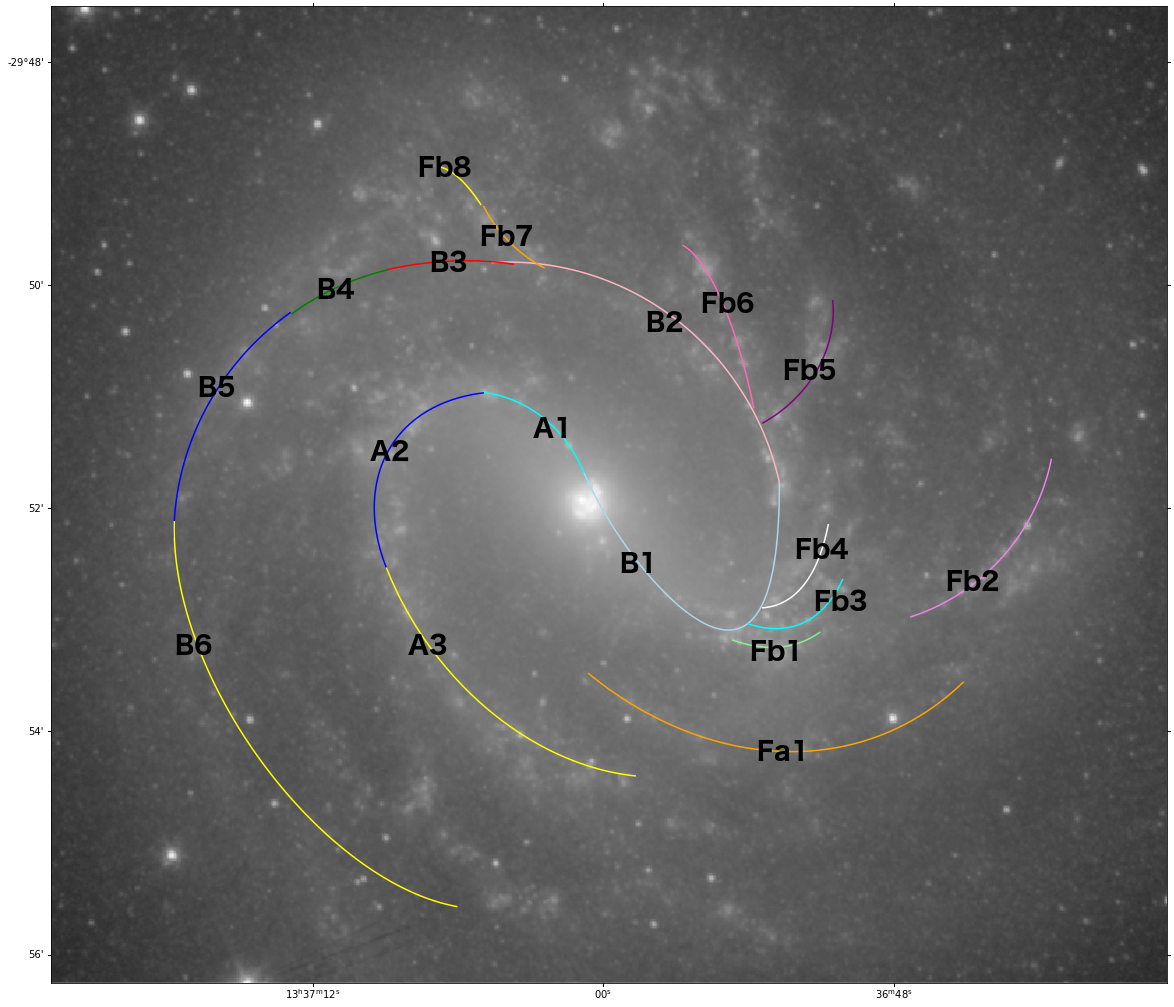 -29°48'
Fb8
Fb7
B3
50'
B4
Fb6
B2
Fb5
B5
A1
A2
52'
Fb4
B1
Fb2
Fb3
B6
A3
Fb1
54'
Fa1
56'
13ʰ37ᵐ12ˢ
00ˢ
36ᵐ48ˢ